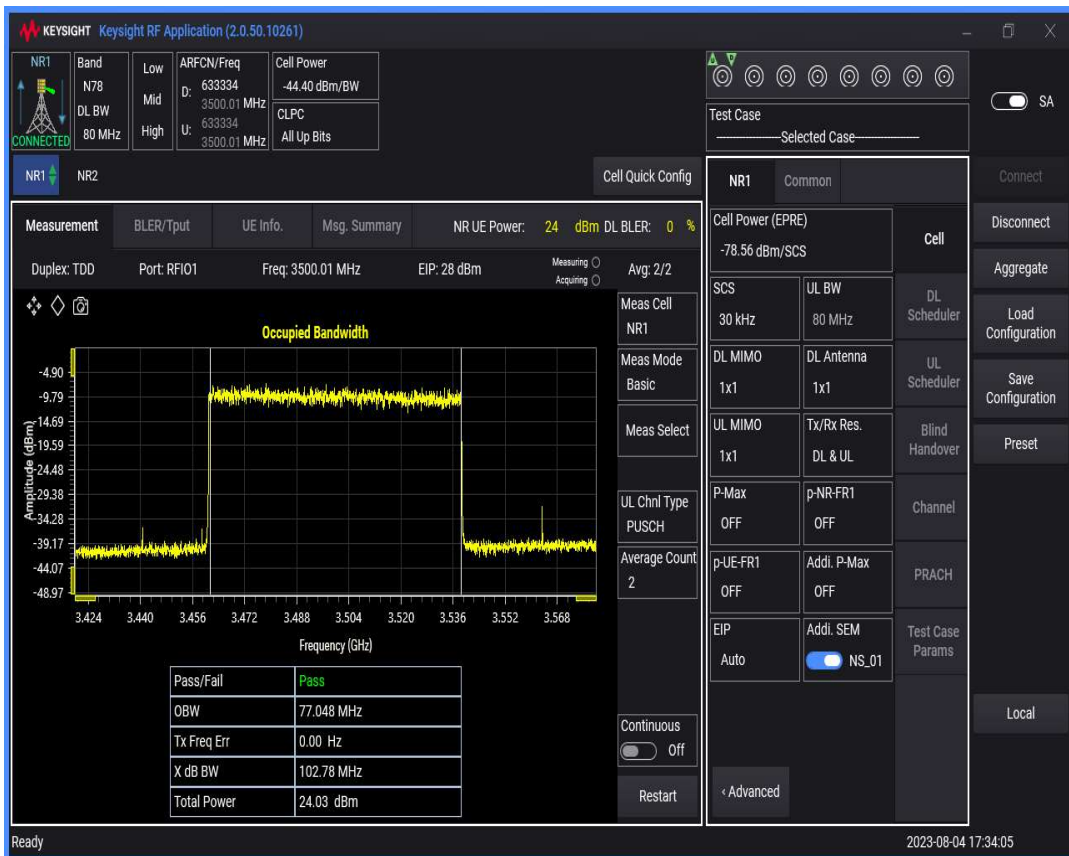 KEYSIGHT Keysight RF Application (2.0.50.10261)
NR1
CONNECTED
Band
N78
DL BW
80 MHz
Low
Mid
High
ARFCN/Freq
D: 633334
3500.01 MHz
U: 633334
3500.01 MHz
Cell Power
-44.40 dBm/BW
CLPC
All Up Bits
Test Case
-----Selected Case-----
SA
NR1 NR2 Cell Quick Config
Measurement BLER/Tput UE Info. Msg. Summary NR UE Power: 24 dBm DL BLER: 0 %
Duplex: TDD Port: RFIO1 Freq: 3500.01 MHz EIP: 28 dBm Measuring Acquiring Avg: 2/2
Occupied Bandwidth
Amplitude (dBm)
-4.90
-9.79
-14.69
-19.59
-24.48
-29.38
-34.28
-39.17
-44.07
-48.97
3.424 3.440 3.456 3.472 3.488 3.504 3.520 3.536 3.552 3.568
Frequency (GHz)
Pass/Fail Pass
OBW 77.048 MHz
Tx Freq Err 0.00 Hz
X dB BW 102.78 MHz
Total Power 24.03 dBm
Meas Cell
NR1
Meas Mode
Basic
Meas Select
UL Chnl Type
PUSCH
Average Count
2
Continuous
Off
Restart
NR1 Common
Cell Power (EPRE)
-78.56 dBm/SCS
SCS
30 kHz
UL BW
80 MHz
DL MIMO
1x1
DL Antenna
1x1
UL MIMO
1x1
Tx/Rx Res.
DL & UL
P-Max
OFF
p-NR-FR1
OFF
p-UE-FR1
OFF
Addi. P-Max
OFF
EIP
Auto
Addi. SEM
NS_01
‹ Advanced
Cell
DL
Scheduler
UL
Scheduler
Blind
Handover
Channel
PRACH
Test Case
Params
Connect
Disconnect
Aggregate
Load
Configuration
Save
Configuration
Preset
Local
Ready
2023-08-04 17:34:05